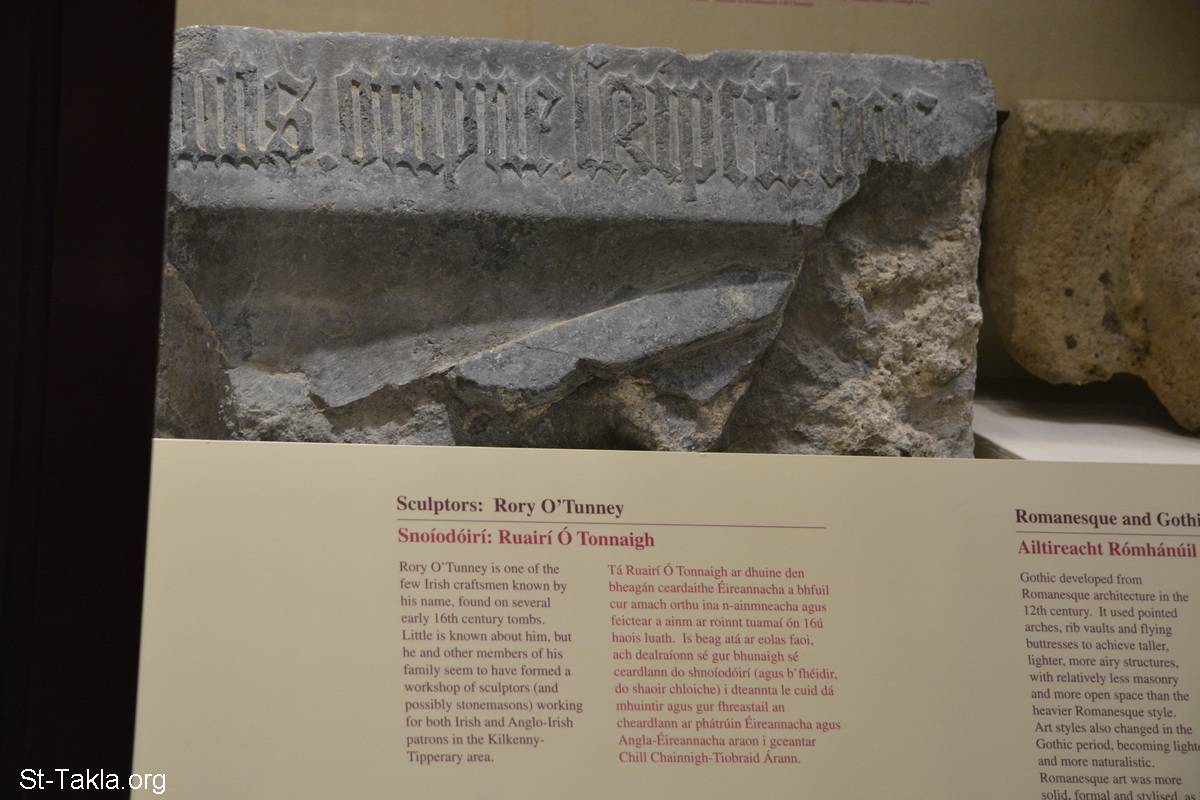 Sculptors: Rory O'Tunney
Snoíodóirí: Ruairí Ó Tonnaigh
Rory O'Tunney is one of the
few Irish craftsmen known by
his name, found on several
early 16th century tombs.
Little is known about him, but
he and other members of his
family seem to have formed a
workshop of sculptors (and
possibly stonemasons) working
for both Irish and Anglo-Irish
patrons in the Kilkenny-
Tipperary area.
Tá Ruairí Ó Tonnaigh ar dhuine den
bheagán ceardaithe Éireannacha a bhfuil
cur amach orthu ina n-ainmneacha agus
feictear a ainm ar roinnt tuamaí ón 16ú
haois luath. Is beag atá ar eolas faoi,
ach dealraíonn sé gur bhunaigh sé
ceardlann do shnoíodóirí (agus b'fhéidir,
do shaoir chloiche) i dteannta le cuid dá
mhuintir agus gur fhreastail an
cheardlann ar phátrúin Éireannacha agus
Angla-Éireannacha araon i gceantar
Chill Chainnigh-Tiobraid Árann.
Romanesque and Gothi
Ailtireacht Rómhánúil
Gothic developed from
Romanesque architecture in the
12th century. It used pointed
arches, rib vaults and flying
buttresses to achieve taller,
lighter, more airy structures,
with relatively less masonry
and more open space than the
heavier Romanesque style.
Art styles also changed in the
Gothic period, becoming lighte
and more naturalistic.
Romanesque art was more
solid, formal and stylised, as
St-Takla.org